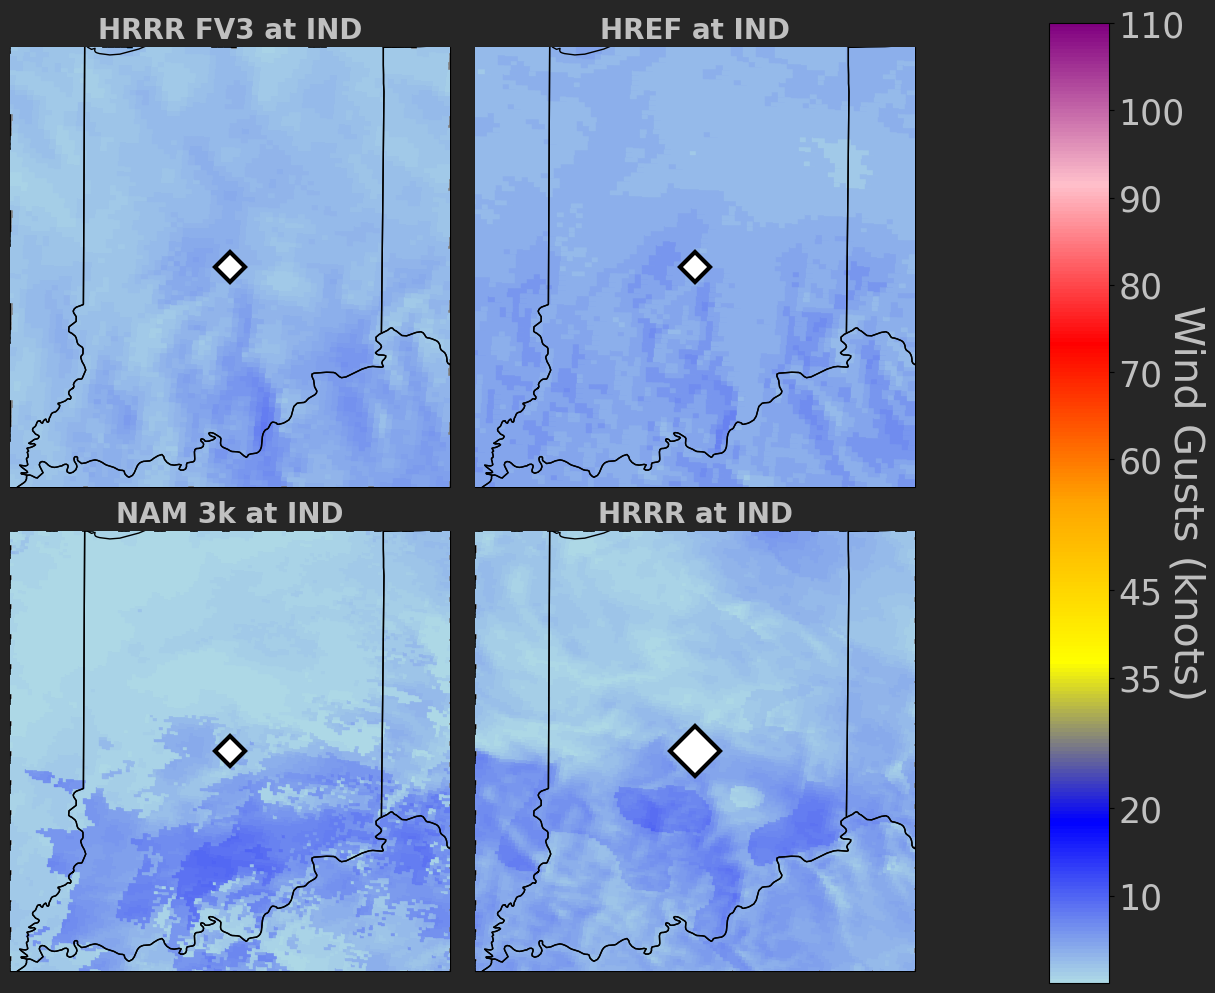 HRRR FV3 at IND
HREF at IND
NAM 3k at IND
HRRR at IND
110
100
90
80
70
60
45
35
20
10
Wind Gusts (knots)